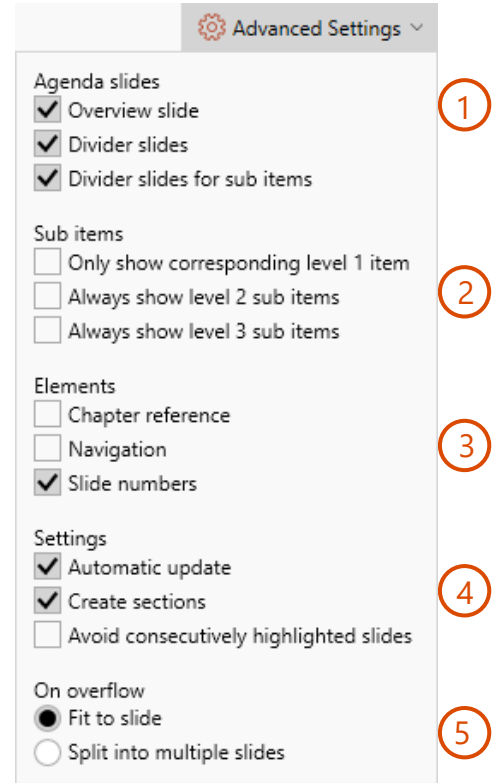 Advanced Settings
Agenda slides
1
Overview slide
Divider slides
Divider slides for sub items
Sub items
Only show corresponding level 1 item
2
Always show level 2 sub items
Always show level 3 sub items
Elements
Chapter reference
3
Navigation
Slide numbers
Settings
Automatic update
4
Create sections
Avoid consecutively highlighted slides
On overflow
Fit to slide
5
Split into multiple slides